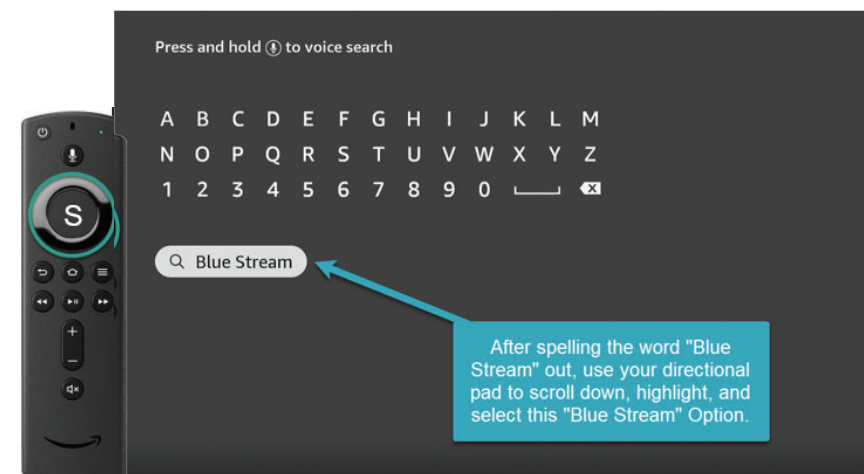 Press and hold to voice search
A B C D E F G H I J K L M
N O P Q R S T U V W X Y Z
1 2 3 4 5 6 7 8 9 0
S
Blue Stream
After spelling the word "Blue
Stream" out, use your directional
pad to scroll down, highlight, and
select this "Blue Stream" Option.